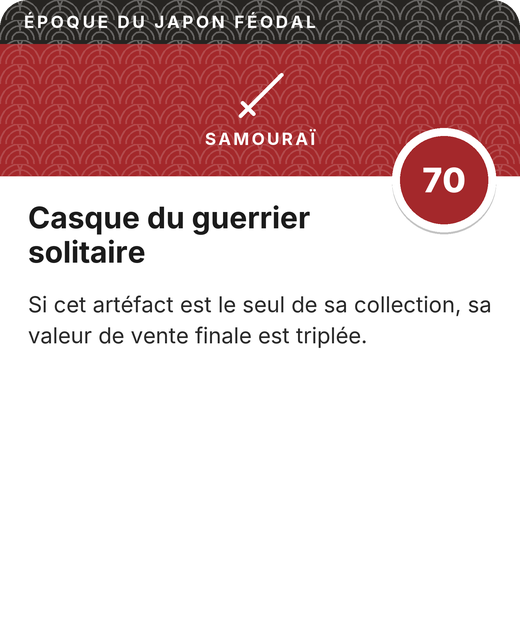 ÉPOQUE DU JAPON FÉODAL
SAMOURAÏ
70
Casque du guerrier
solitaire
Si cet artéfact est le seul de sa collection, sa
valeur de vente finale est triplée.